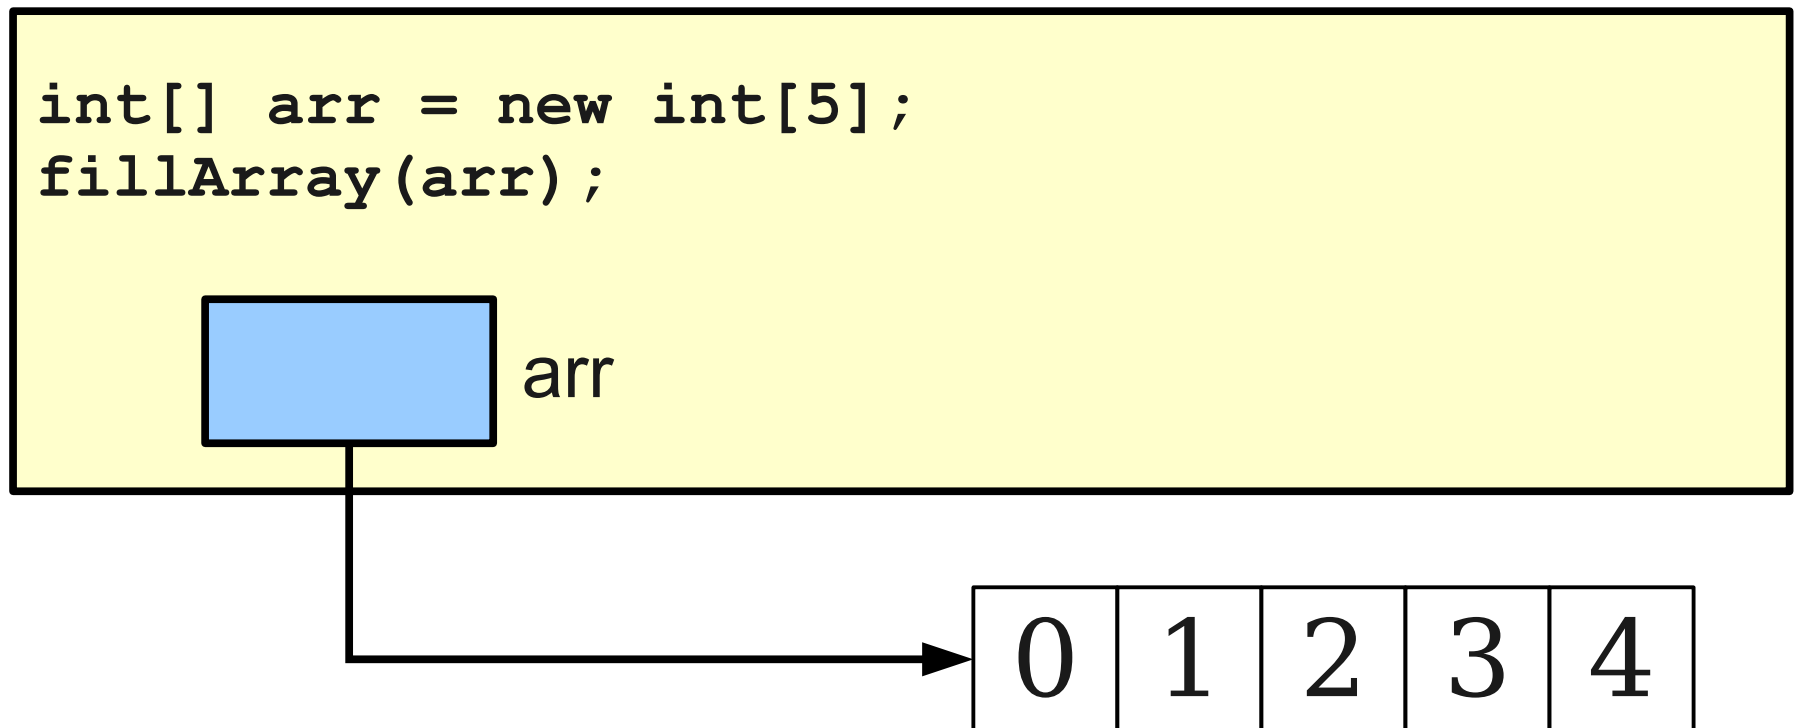 int[] arr = new int[5];
fillArray(arr);
arr
0 1 2 3 4